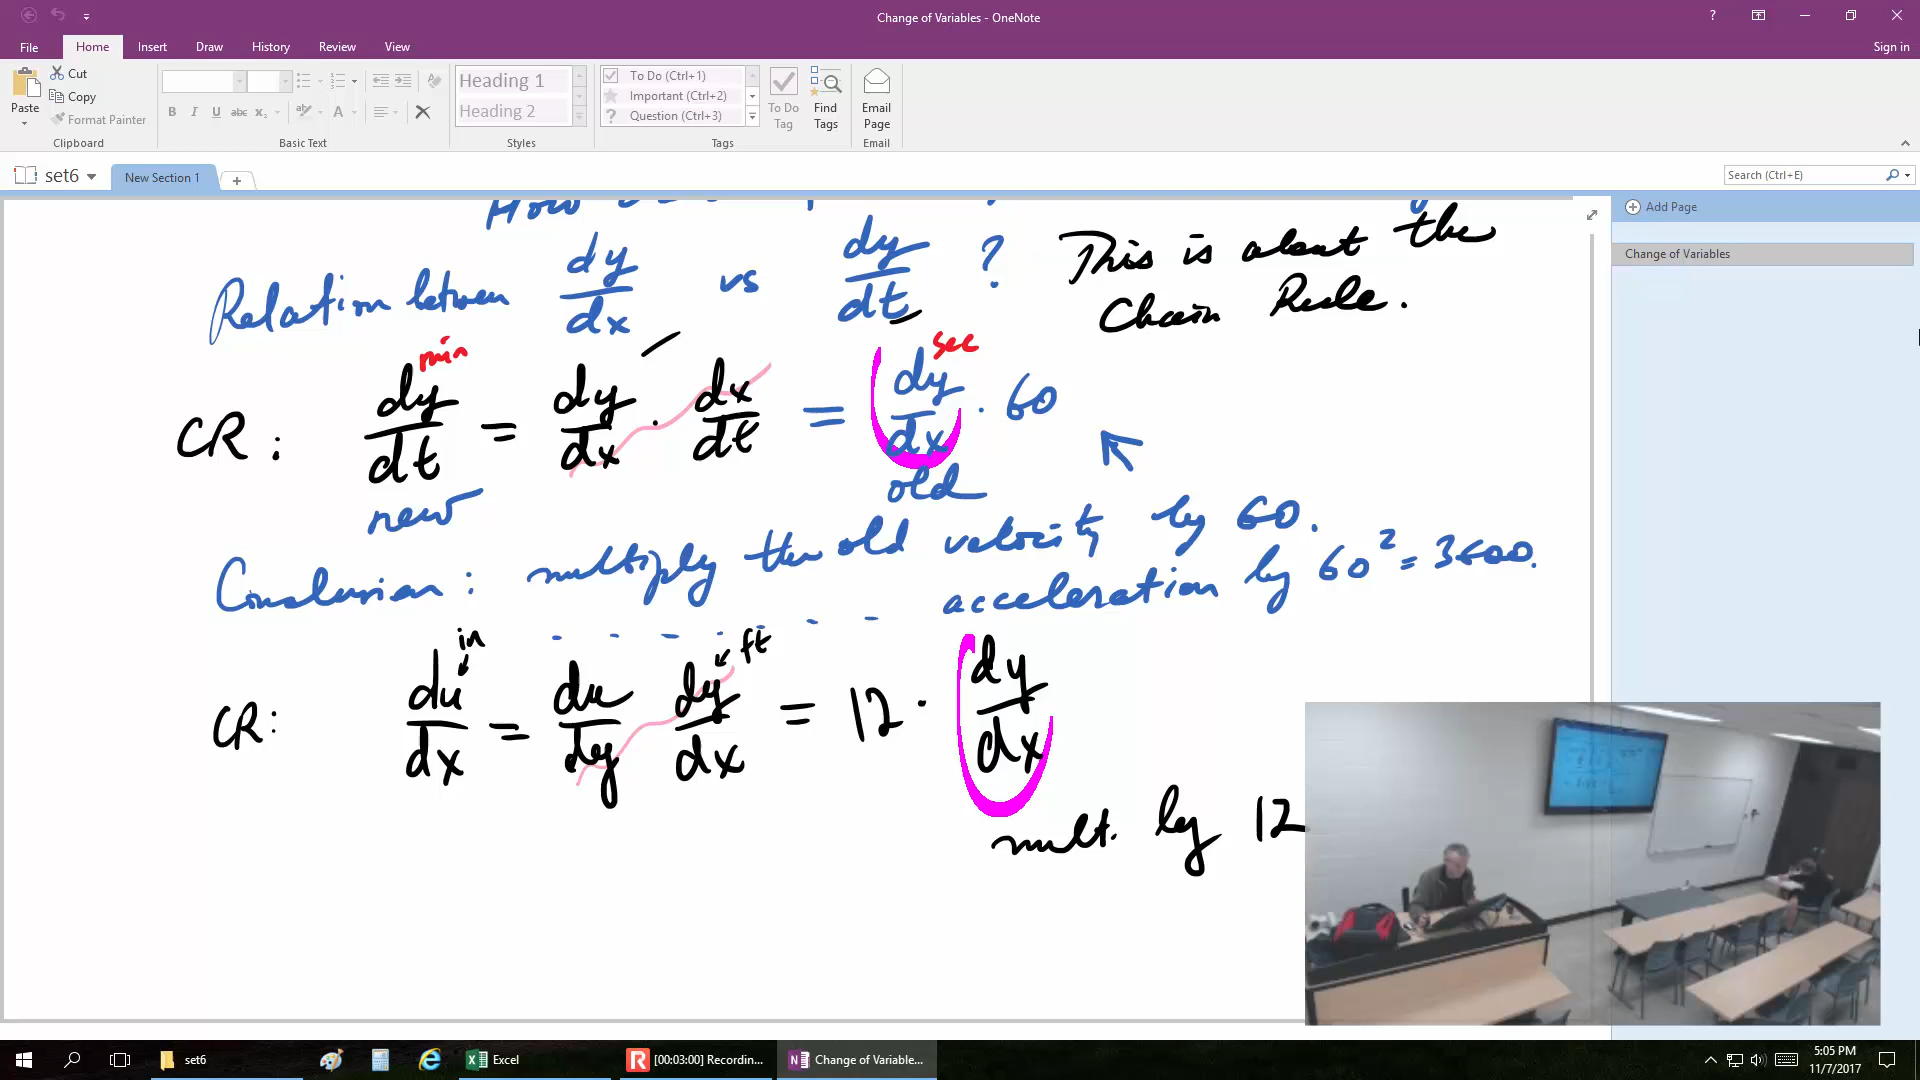 Change of Variables - OneNote
File Home Insert Draw History Review View Sign in
Paste Cut Copy Format Painter
B I U abc x A
Heading 1
Heading 2
To Do (Ctrl+1)
Important (Ctrl+2)
Question (Ctrl+3)
To Do Tag
Find Tags
Email Page
Clipboard Basic Text Styles Tags Email
set6 New Section 1 Search (Ctrl+E)
Add Page
Change of Variables
How
Relation between dy/dx vs dy/dt ?
This is about the
Chain Rule.
min sec
CR : dy/dt = dy/dx · dx/dt = dy/dx · 60
new old
Conclusion : multiply the old velocity by 60.
- - - - - - acceleration by 60² = 3600.
in ft
CR: du/dx = du/dy dy/dx = 12 · dy/dx
mult. by 12
set6 Excel [00:03:00] Recordin... Change of Variable...
5:05 PM
11/7/2017